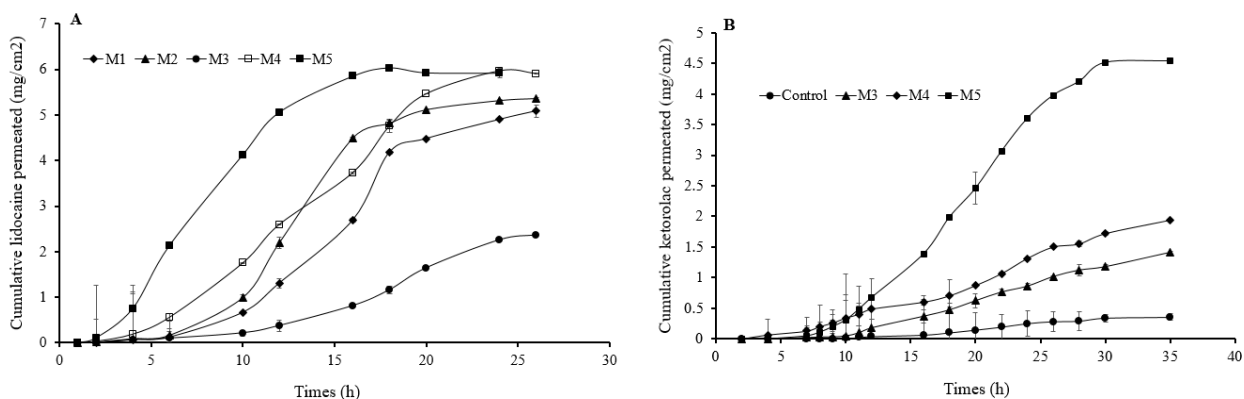 A
Cumulative lidocaine permeated (mg/cm2)
7
6
5
4
3
2
1
0
M1 M2 M3 M4 M5
0 5 10 15 20 25 30
Times (h)
B
Cumulative ketorolac permeated (mg/cm2)
5
4.5
4
3.5
3
2.5
2
1.5
1
0.5
0
Control M3 M4 M5
0 5 10 15 20 25 30 35 40
Times (h)